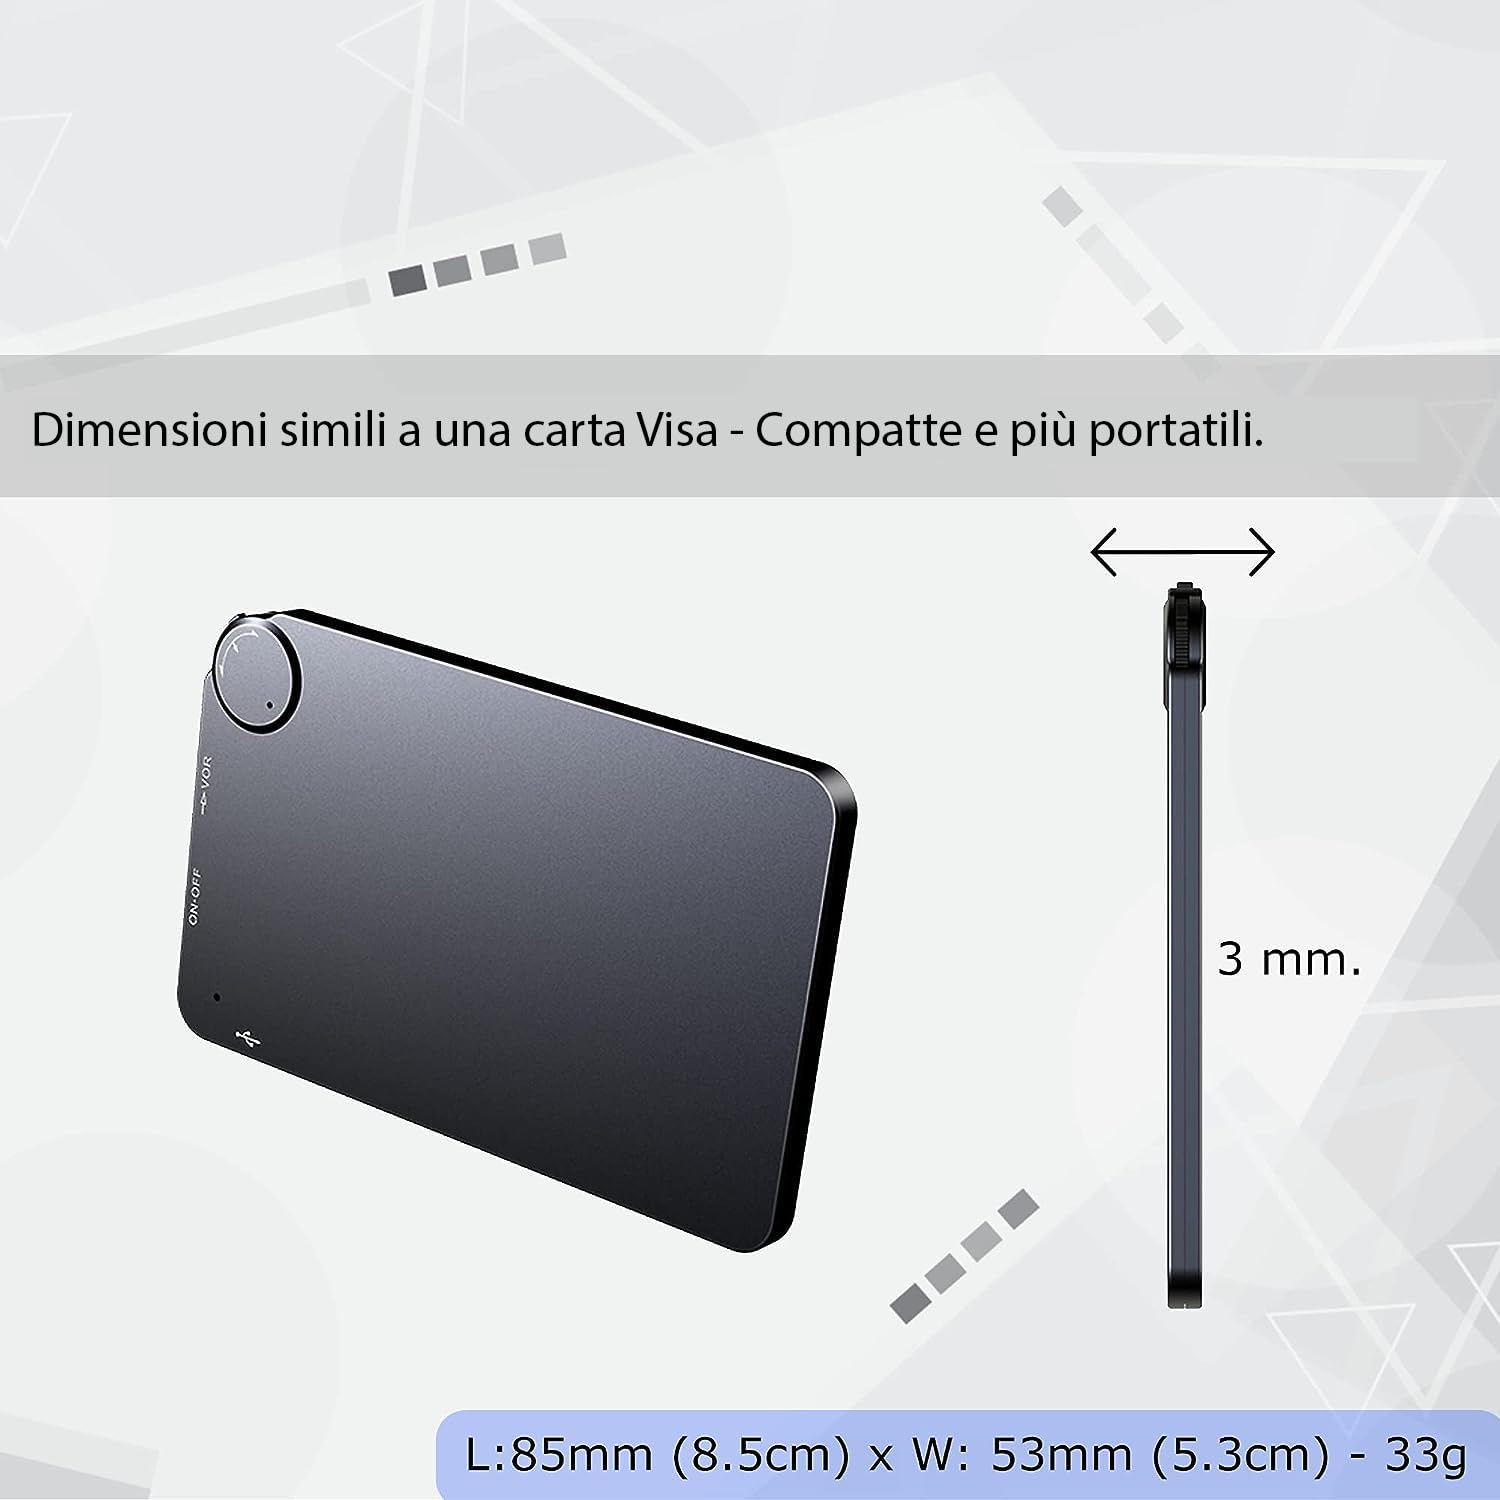 Dimensioni simili a una carta Visa - Compatte e più portatili.
VOR
ON•OFF
3 mm.
L:85mm (8.5cm) x W: 53mm (5.3cm) - 33g